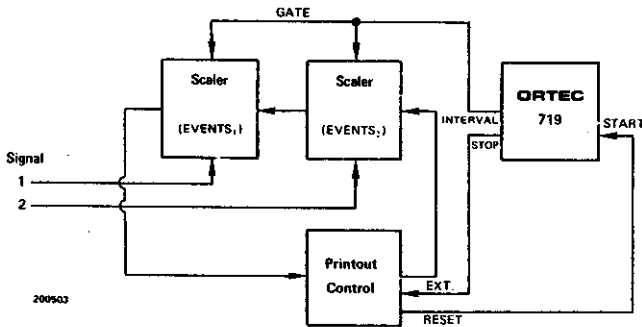 GATE
Scaler
(EVENTS₁)
Scaler
(EVENTS₂)
ORTEC
719
INTERVAL
STOP
START
Signal
1
2
Printout
Control
EXT.
RESET
200503